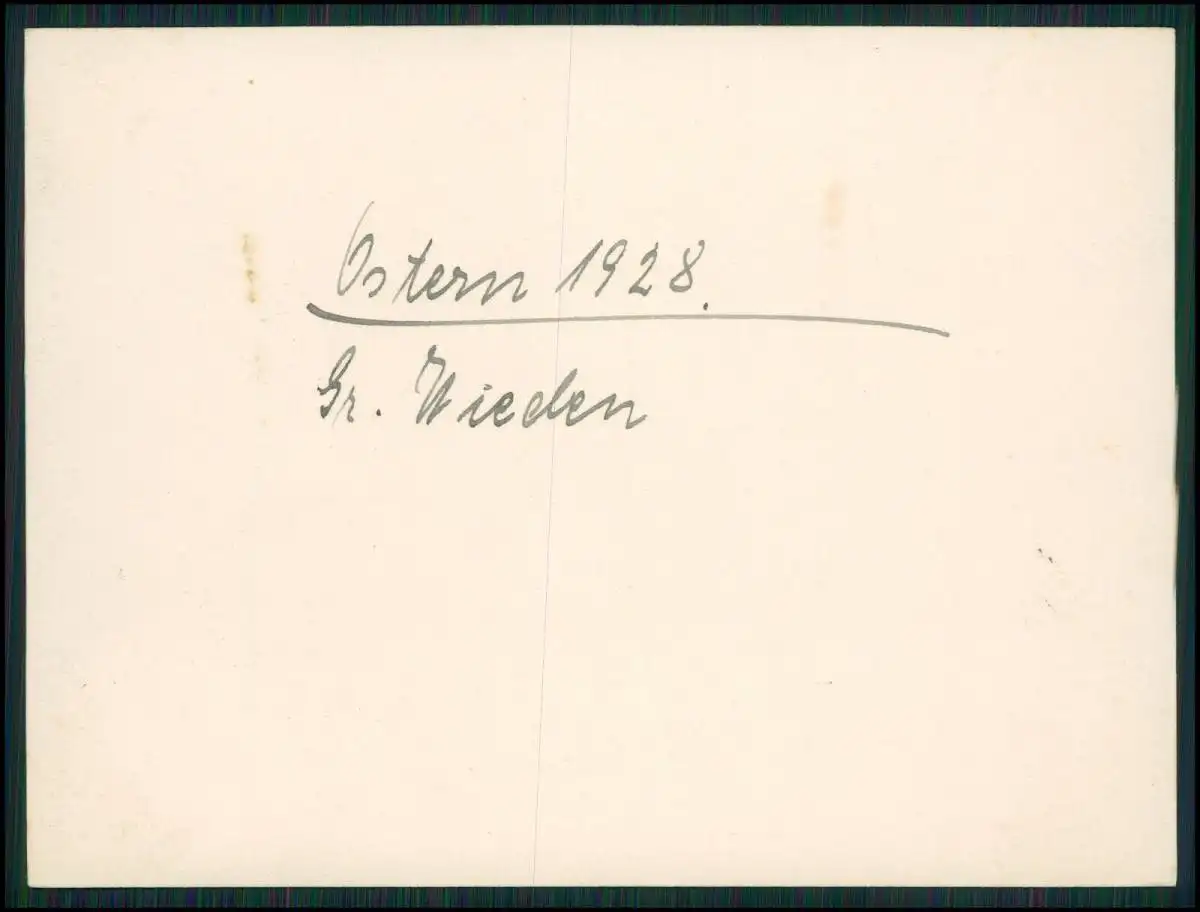 Ostern 1928.
Gr. Wieden